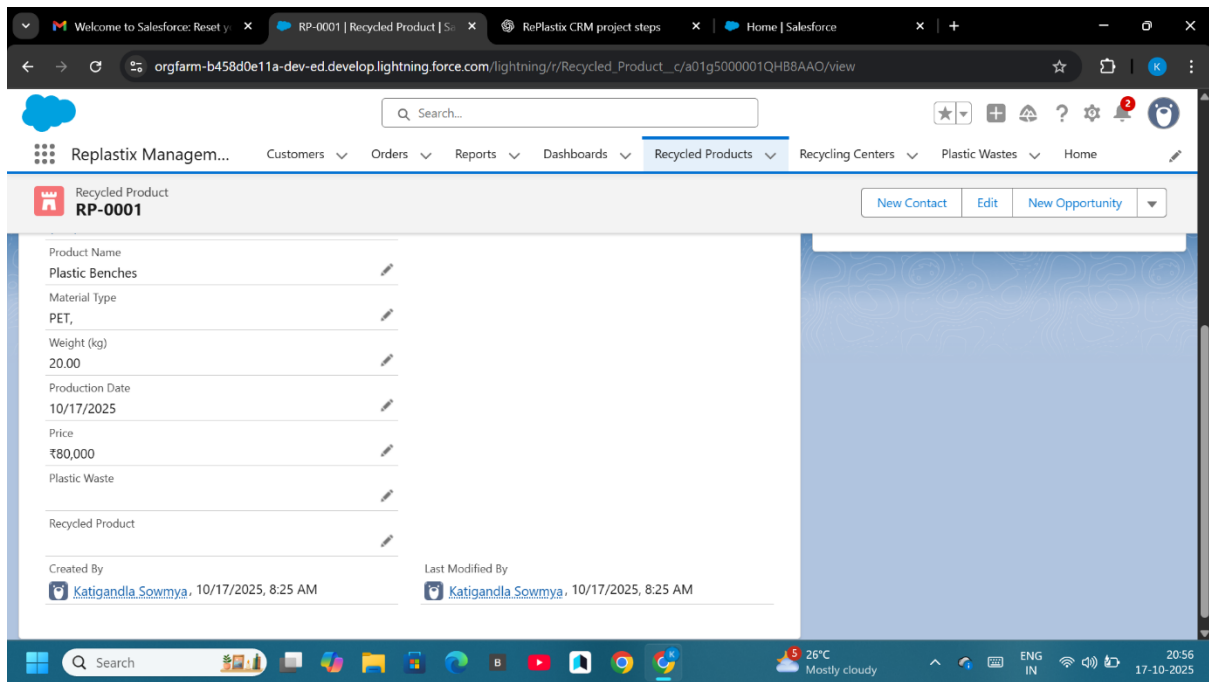 Welcome to Salesforce: Reset y
RP-0001 | Recycled Product | Sa
RePlastix CRM project steps
Home | Salesforce
orgfarm-b458d0e11a-dev-ed.develop.lightning.force.com/lightning/r/Recycled_Product__c/a01g5000001QHB8AAO/view
K
Search...
2
Replastix Managem...
Customers
Orders
Reports
Dashboards
Recycled Products
Recycling Centers
Plastic Wastes
Home
Recycled Product
RP-0001
New Contact
Edit
New Opportunity
Product Name
Plastic Benches
Material Type
PET,
Weight (kg)
20.00
Production Date
10/17/2025
Price
₹80,000
Plastic Waste
Recycled Product
Created By
Katigandla Sowmya, 10/17/2025, 8:25 AM
Last Modified By
Katigandla Sowmya, 10/17/2025, 8:25 AM
Search
B
K
5
26°C
Mostly cloudy
ENG
IN
20:56
17-10-2025